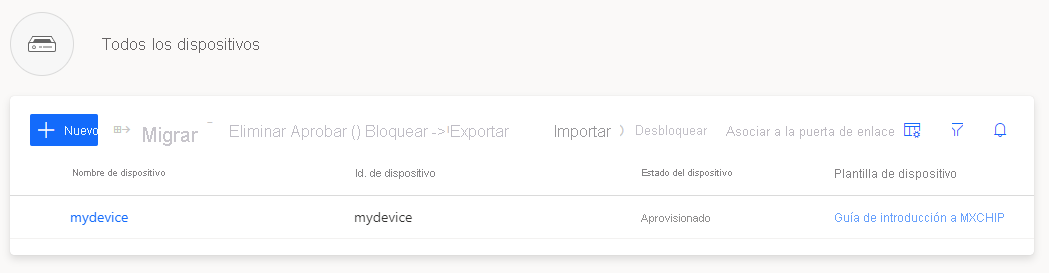 Todos los dispositivos
Nuevo Migrar Eliminar Aprobar () Bloquear ->!Exportar Importar Desbloquear Asociar a la puerta de enlace
Nombre de dispositivo Id. de dispositivo Estado del dispositivo Plantilla de dispositivo
mydevice mydevice Aprovisionado Guía de introducción a MXCHIP